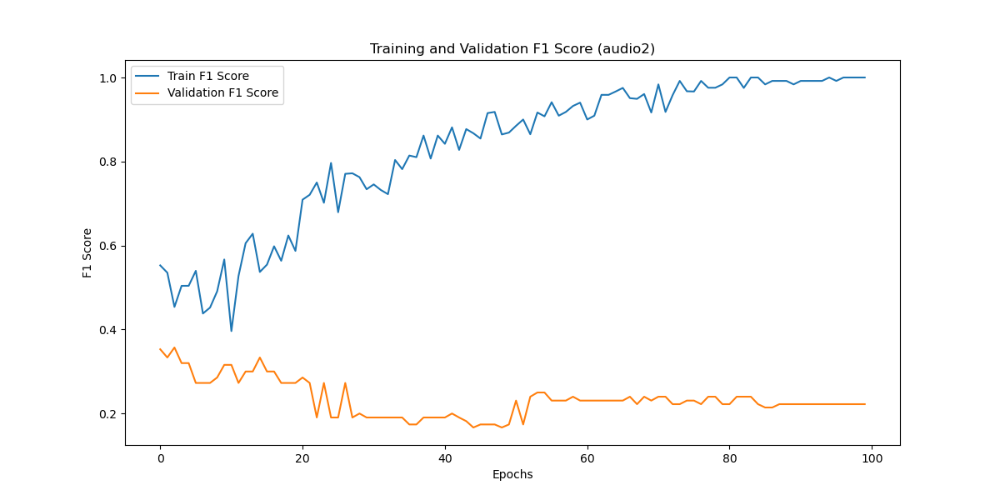 Training and Validation F1 Score (audio2)
Train F1 Score
Validation F1 Score
F1 Score
1.0
0.8
0.6
0.4
0.2
0 20 40 60 80 100
Epochs